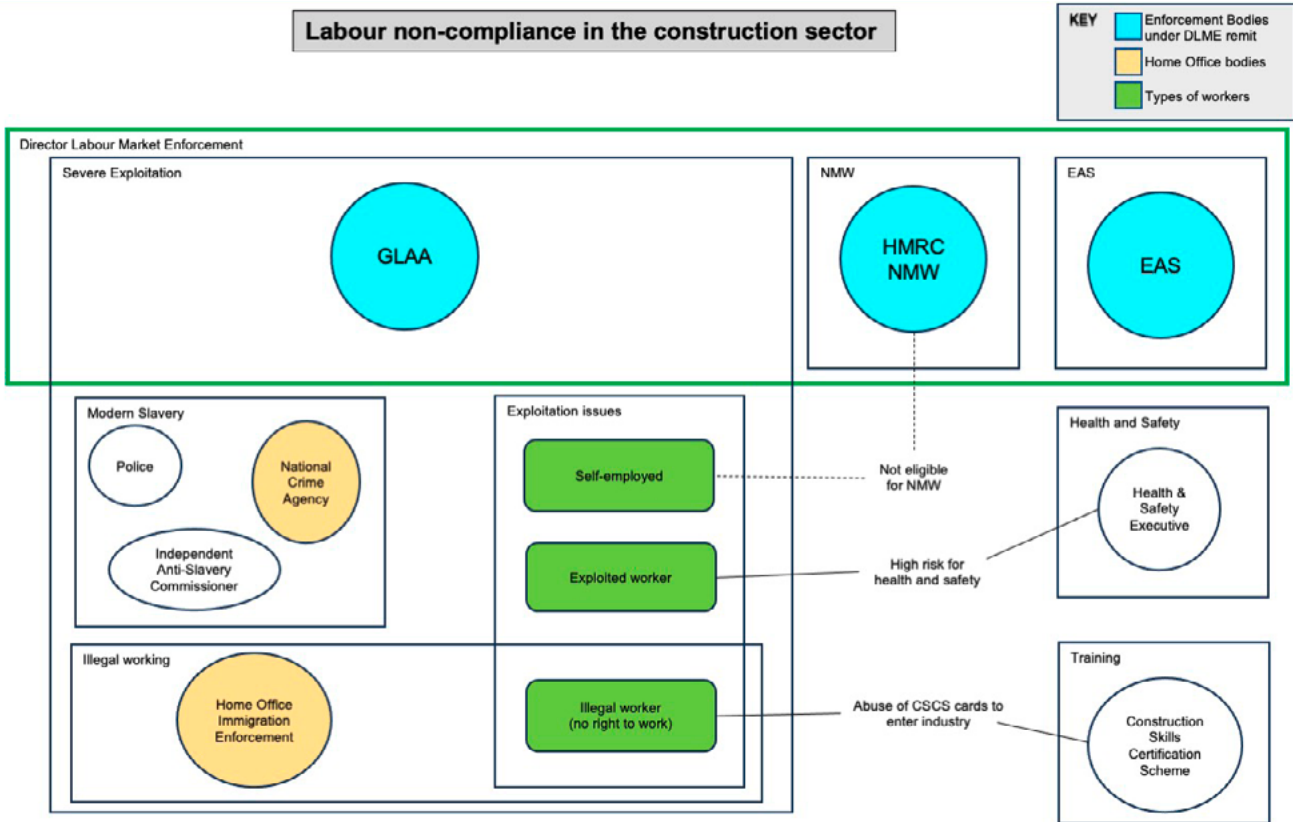 Labour non-compliance in the construction sector
KEY
Enforcement Bodies
under DLME remit
Home Office bodies
Types of workers
Director Labour Market Enforcement
Severe Exploitation
GLAA
NMW
HMRC
NMW
EAS
EAS
Modern Slavery
Police
National
Crime
Agency
Independent
Anti-Slavery
Commissioner
Exploitation issues
Self-employed
Not eligible
for NMW
Exploited worker
High risk for
health and safety
Health and Safety
Health &
Safety
Executive
Illegal working
Home Office
Immigration
Enforcement
Illegal worker
(no right to work)
Abuse of CSCS cards to
enter industry
Training
Construction
Skills
Certification
Scheme